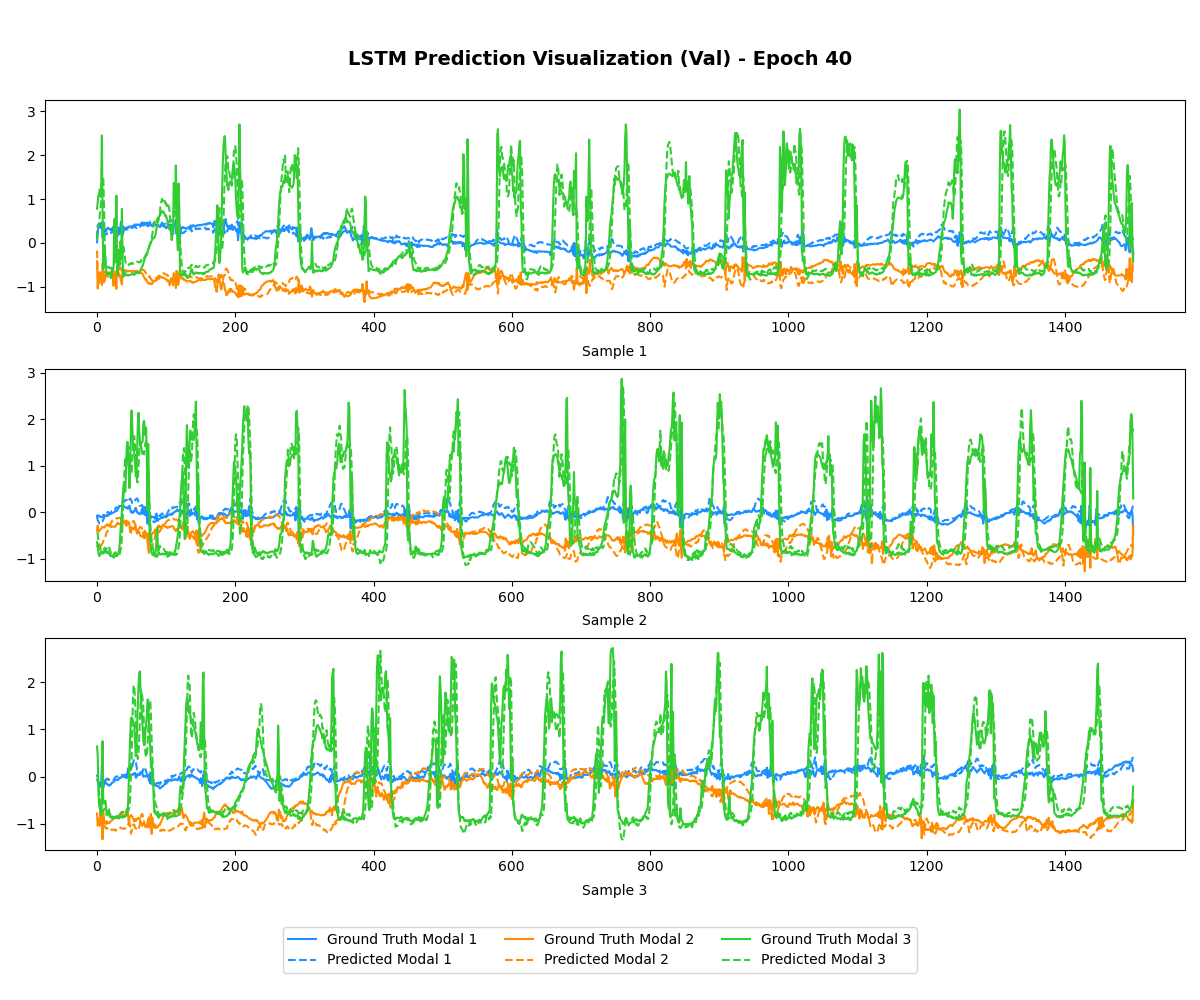 LSTM Prediction Visualization (Val) - Epoch 40
3
2
1
0
−1
0 200 400 600 800 1000 1200 1400
Sample 1
3
2
1
0
−1
0 200 400 600 800 1000 1200 1400
Sample 2
2
1
0
−1
0 200 400 600 800 1000 1200 1400
Sample 3
Ground Truth Modal 1 Ground Truth Modal 2 Ground Truth Modal 3
Predicted Modal 1 Predicted Modal 2 Predicted Modal 3